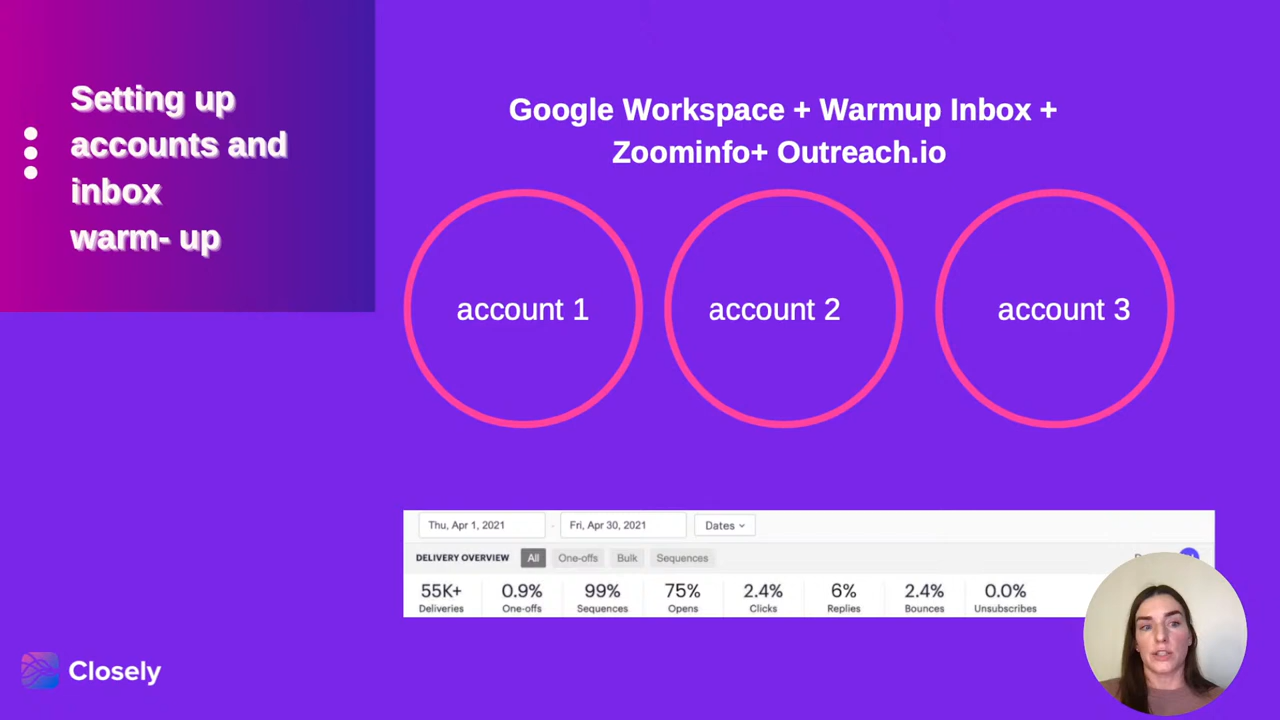 Setting up
accounts and
inbox
warm- up
Google Workspace + Warmup Inbox +
Zoominfo+ Outreach.io
account 1
account 2
account 3
Thu, Apr 1, 2021 - Fri, Apr 30, 2021 Dates
DELIVERY OVERVIEW All One-offs Bulk Sequences
55K+ 0.9% 99% 75% 2.4% 6% 2.4% 0.0%
Deliveries One-offs Sequences Opens Clicks Replies Bounces Unsubscribes
Closely